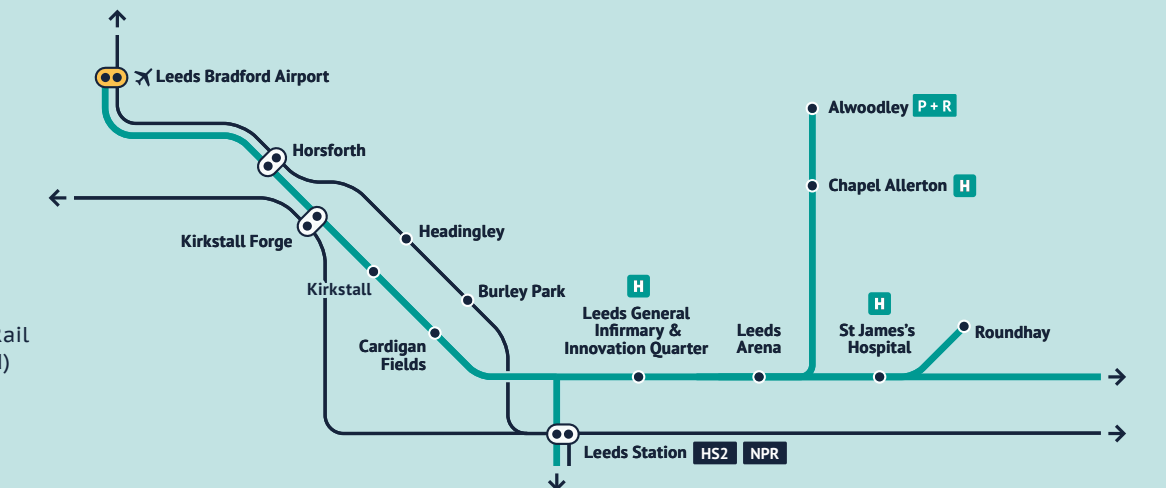 Leeds Bradford Airport
Alwoodley P + R
Horsforth
Chapel Allerton H
Headingley
Kirkstall Forge
Kirkstall
Burley Park
H
Leeds General
Infirmary &
Innovation Quarter
Leeds
Arena
H
St James's
Hospital
Roundhay
Cardigan
Fields
Leeds Station HS2 NPR